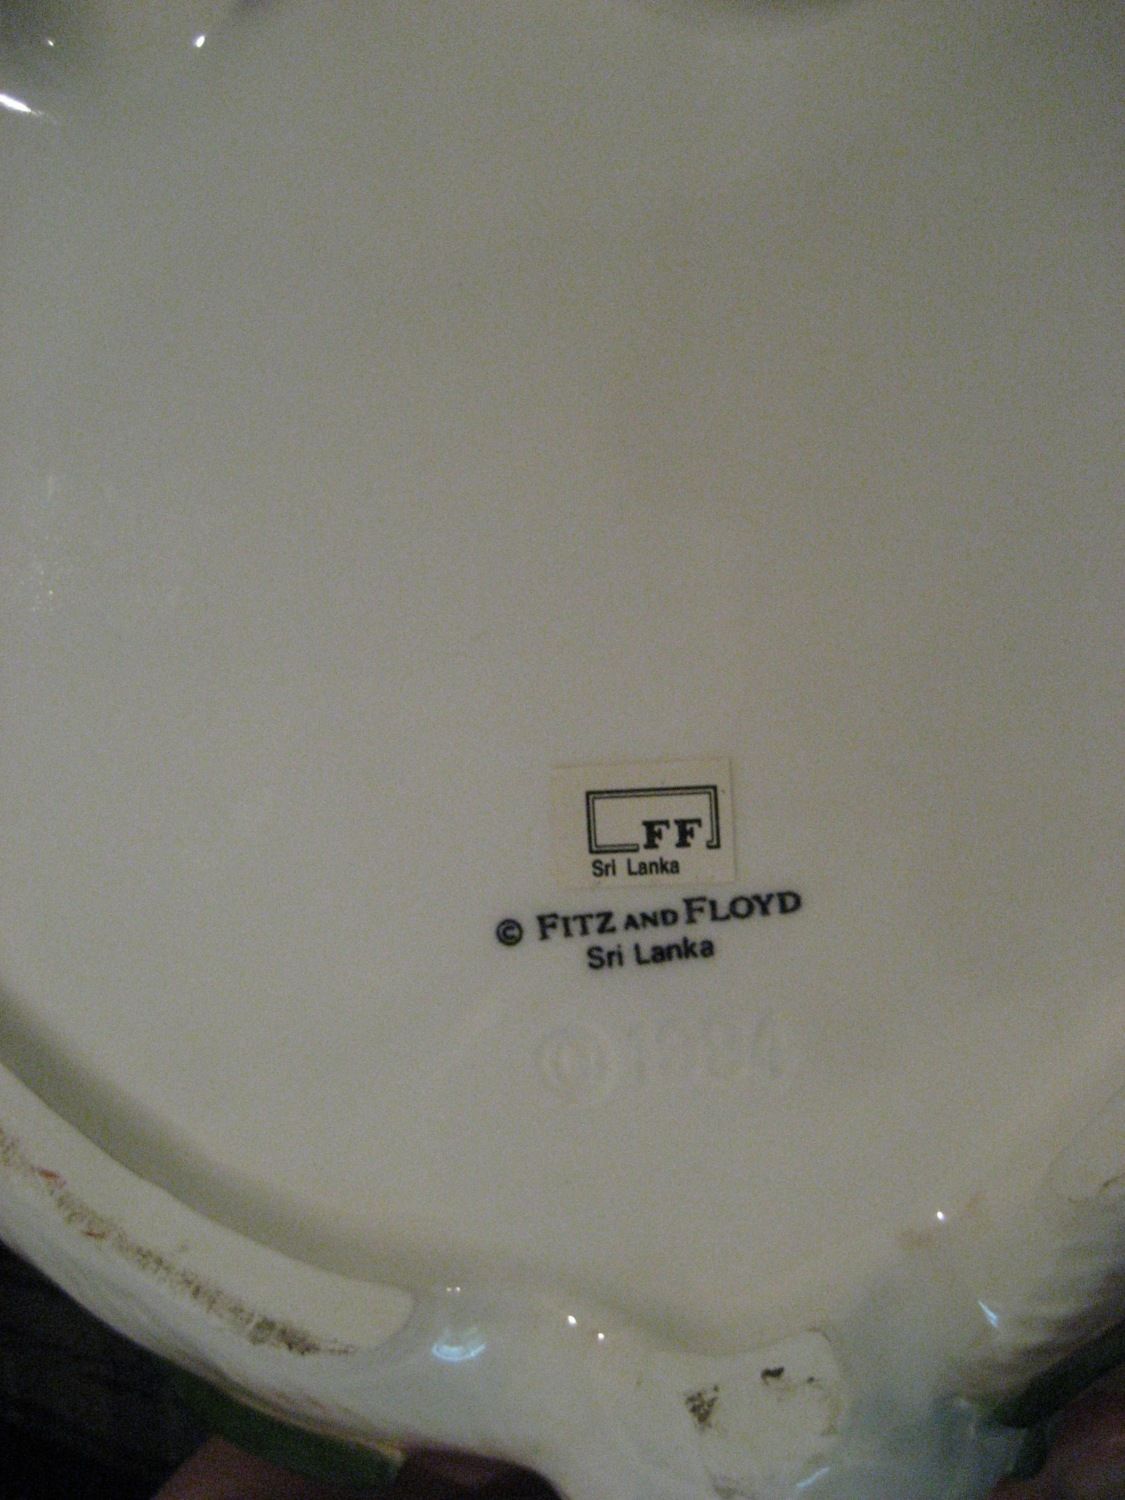 FF
Sri Lanka
© FITZ AND FLOYD
Sri Lanka